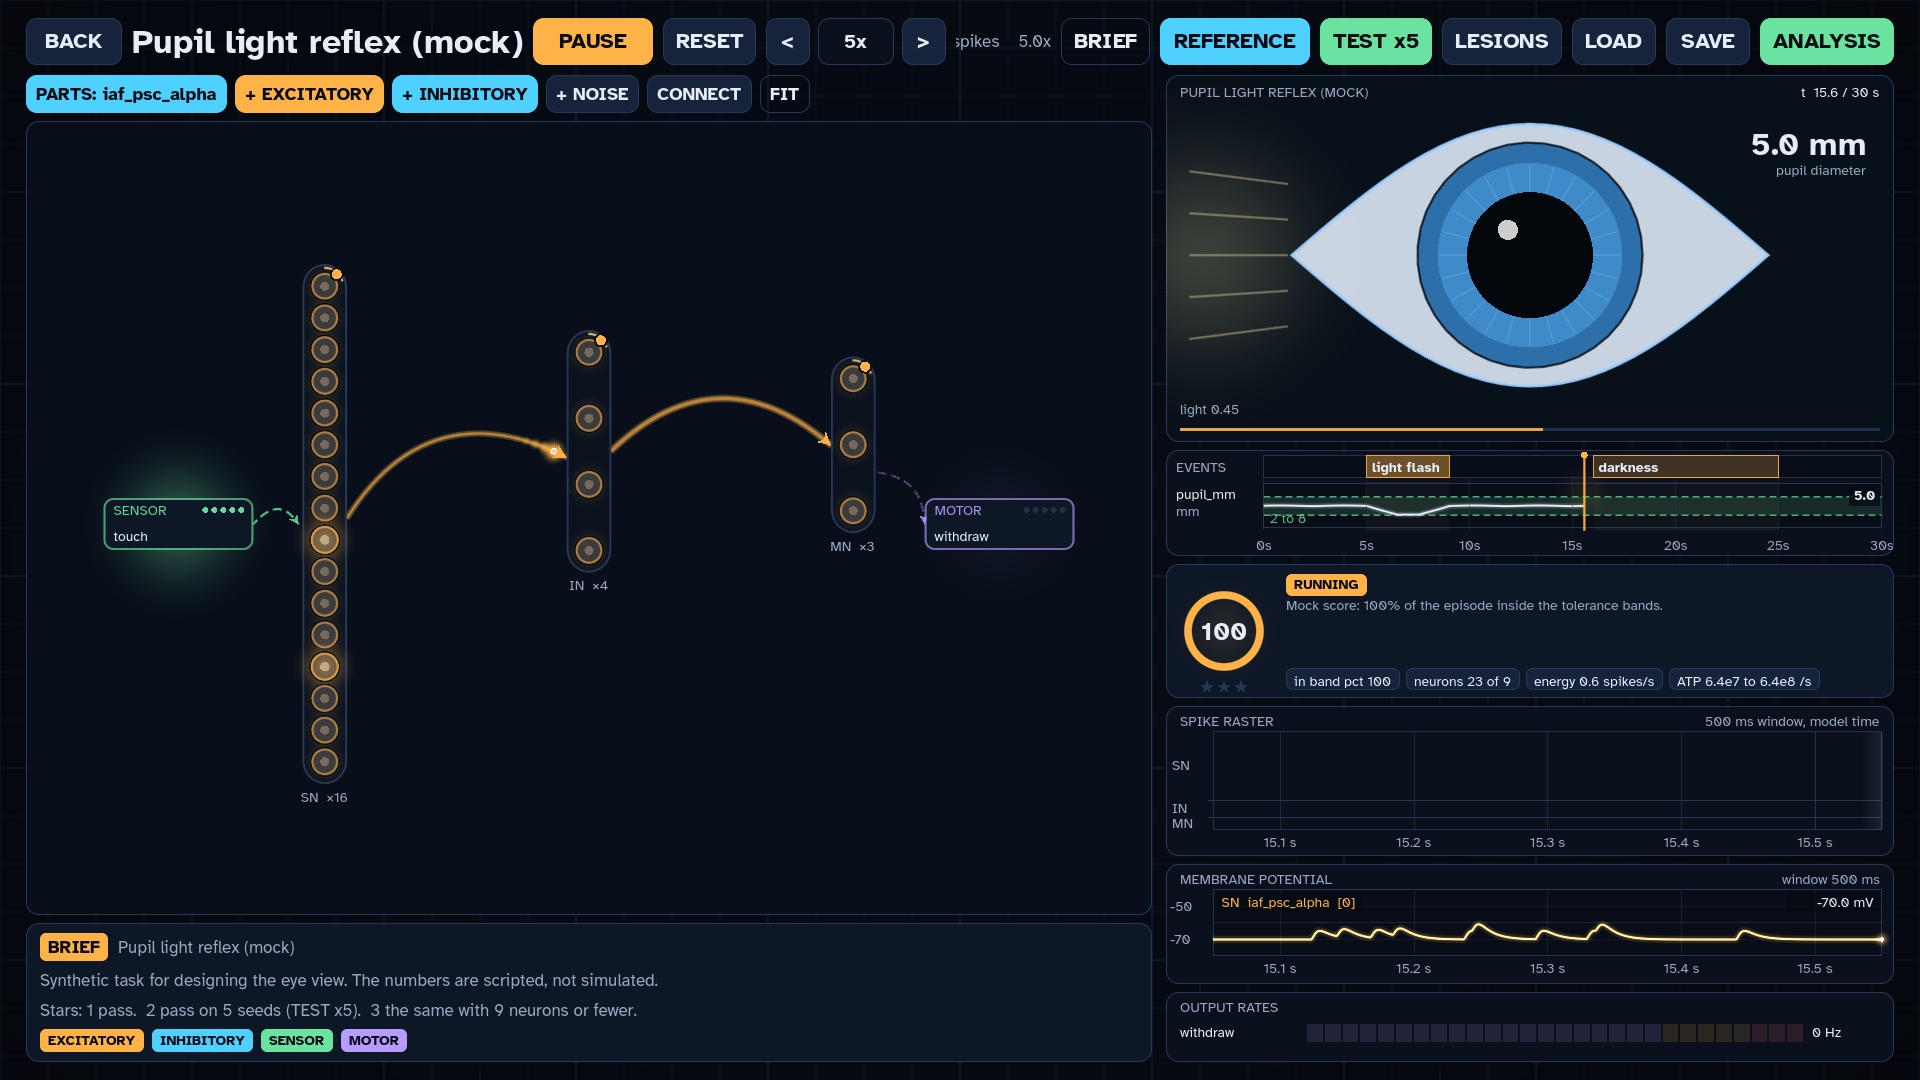 BACK
Pupil light reflex (mock)
PAUSE
RESET
<
5x
>
spikes 5.0x
BRIEF
REFERENCE
TEST x5
LESIONS
LOAD
SAVE
ANALYSIS
PARTS: iaf_psc_alpha
+ EXCITATORY
+ INHIBITORY
+ NOISE
CONNECT
FIT
SENSOR
touch
SN ×16
IN ×4
MN ×3
MOTOR
withdraw
BRIEF Pupil light reflex (mock)
Synthetic task for designing the eye view. The numbers are scripted, not simulated.
Stars: 1 pass. 2 pass on 5 seeds (TEST x5). 3 the same with 9 neurons or fewer.
EXCITATORY INHIBITORY SENSOR MOTOR
PUPIL LIGHT REFLEX (MOCK)
t 15.6 / 30 s
5.0 mm
pupil diameter
light 0.45
EVENTS
light flash
darkness
pupil_mm
mm
5.0
2 to 8
0s 5s 10s 15s 20s 25s 30s
100
RUNNING
Mock score: 100% of the episode inside the tolerance bands.
in band pct 100
neurons 23 of 9
energy 0.6 spikes/s
ATP 6.4e7 to 6.4e8 /s
SPIKE RASTER
500 ms window, model time
SN
IN
MN
15.1 s 15.2 s 15.3 s 15.4 s 15.5 s
MEMBRANE POTENTIAL
window 500 ms
-50
SN iaf_psc_alpha [0]
-70.0 mV
-70
15.1 s 15.2 s 15.3 s 15.4 s 15.5 s
OUTPUT RATES
withdraw
0 Hz